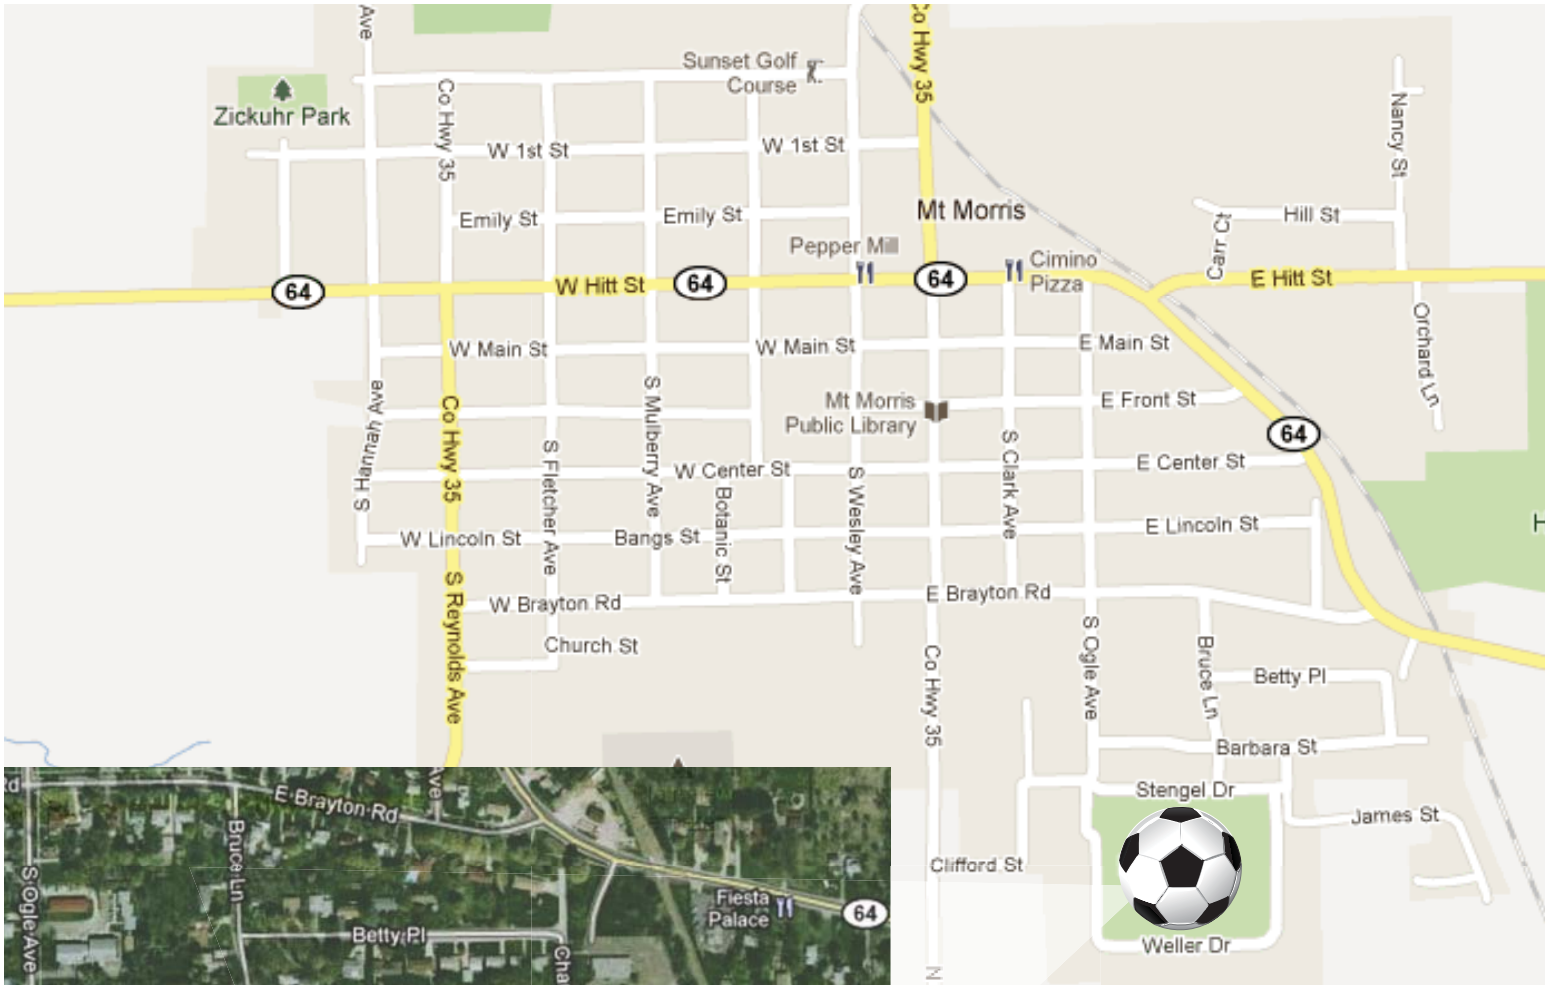 Ave
Co Hwy 35
Sunset Golf
Course
Zickuhr Park
Co Hwy 35
Nancy St
W 1st St
W 1st St
Emily St
Emily St
Mt Morris
Hill St
Carr Ct
Pepper Mill
Cimino
Pizza
64
W Hitt St
64
64
E Hitt St
Orchard Ln
W Main St
W Main St
E Main St
S Hannah Ave
Co Hwy 35
S Mulberry Ave
Mt Morris
Public Library
E Front St
64
S Fletcher Ave
W Center St
S Wesley Ave
S Clark Ave
E Center St
Botanic St
W Lincoln St
Bangs St
E Lincoln St
H
S Reynolds Ave
W Brayton Rd
E Brayton Rd
Church St
Co Hwy 35
S Ogle Ave
Bruce Ln
Betty Pl
Barbara St
Stengel Dr
James St
Clifford St
Weller Dr
N
Rd
E Brayton Rd
Ave
Ave
Bruce Ln
S Ogle Ave
Fiesta
Palace
64
Betty Pl
Cha